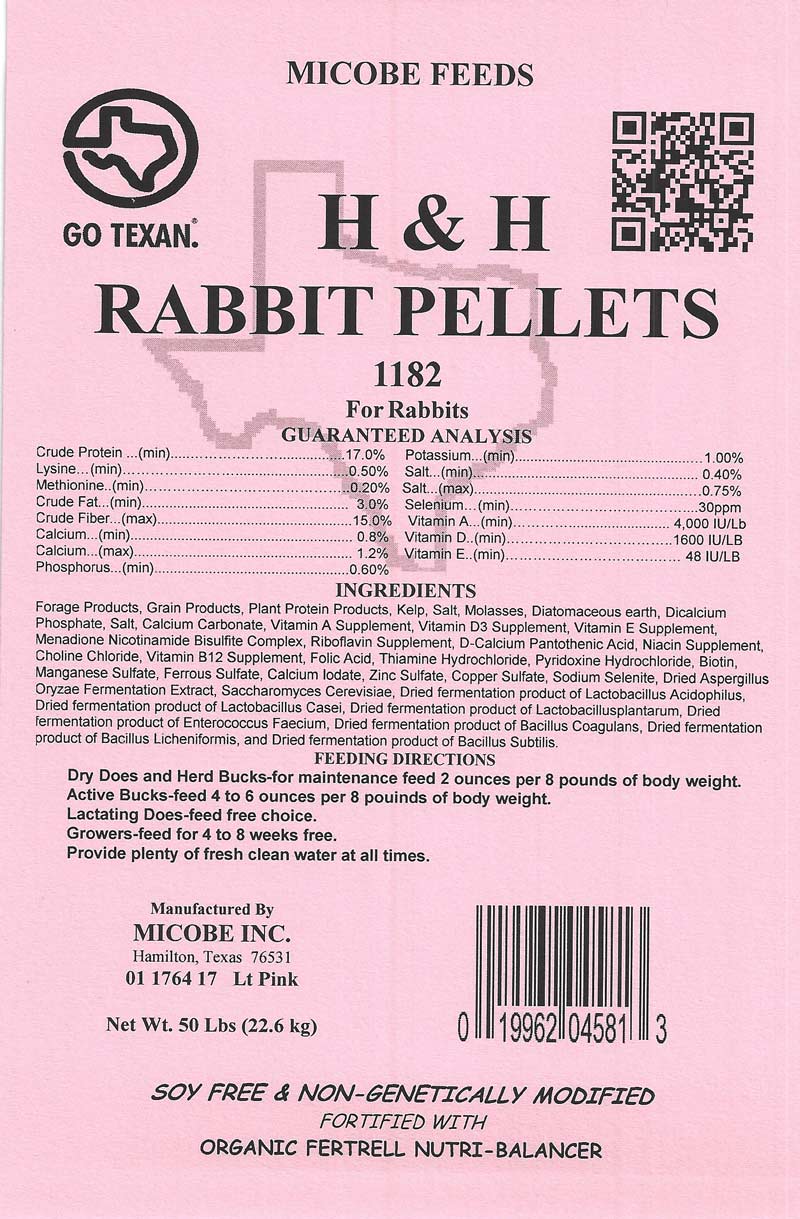 MICOBE FEEDS
GO TEXAN.®
H & H
RABBIT PELLETS
1182
For Rabbits
GUARANTEED ANALYSIS
Crude Protein ...(min)..............................................17.0%
Lysine...(min)..............................................0.50%
Methionine..(min)..............................................0.20%
Crude Fat...(min)..............................................3.0%
Crude Fiber...(max)..............................................15.0%
Calcium...(min)..............................................0.8%
Calcium...(max)..............................................1.2%
Phosphorus...(min)..............................................0.60%
Potassium...(min)..............................................1.00%
Salt...(min)..............................................0.40%
Salt...(max)..............................................0.75%
Selenium...(min)..............................................30ppm
Vitamin A...(min)..............................................4,000 IU/Lb
Vitamin D..(min)..............................................1600 IU/LB
Vitamin E..(min)..............................................48 IU/LB
INGREDIENTS
Forage Products, Grain Products, Plant Protein Products, Kelp, Salt, Molasses, Diatomaceous earth, Dicalcium
Phosphate, Salt, Calcium Carbonate, Vitamin A Supplement, Vitamin D3 Supplement, Vitamin E Supplement,
Menadione Nicotinamide Bisulfite Complex, Riboflavin Supplement, D-Calcium Pantothenic Acid, Niacin Supplement,
Choline Chloride, Vitamin B12 Supplement, Folic Acid, Thiamine Hydrochloride, Pyridoxine Hydrochloride, Biotin,
Manganese Sulfate, Ferrous Sulfate, Calcium Iodate, Zinc Sulfate, Copper Sulfate, Sodium Selenite, Dried Aspergillus
Oryzae Fermentation Extract, Saccharomyces Cerevisiae, Dried fermentation product of Lactobacillus Acidophilus,
Dried fermentation product of Lactobacillus Casei, Dried fermentation product of Lactobacillusplantarum, Dried
fermentation product of Enterococcus Faecium, Dried fermentation product of Bacillus Coagulans, Dried fermentation
product of Bacillus Licheniformis, and Dried fermentation product of Bacillus Subtilis.
FEEDING DIRECTIONS
Dry Does and Herd Bucks-for maintenance feed 2 ounces per 8 pounds of body weight.
Active Bucks-feed 4 to 6 ounces per 8 pouinds of body weight.
Lactating Does-feed free choice.
Growers-feed for 4 to 8 weeks free.
Provide plenty of fresh clean water at all times.
Manufactured By
MICOBE INC.
Hamilton, Texas 76531
01 1764 17 Lt Pink
Net Wt. 50 Lbs (22.6 kg)
0 19962 04581 3
SOY FREE & NON-GENETICALLY MODIFIED
FORTIFIED WITH
ORGANIC FERTRELL NUTRI-BALANCER